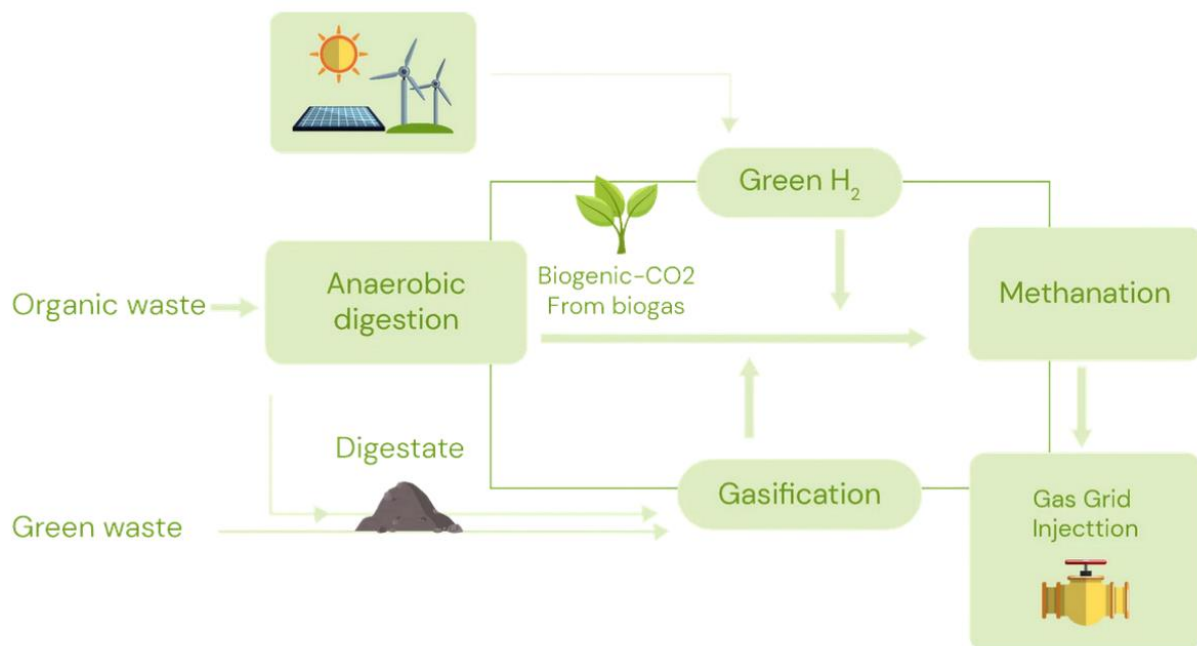 Green H₂
Biogenic-CO2
From biogas
Anaerobic
digestion
Organic waste
Methanation
Digestate
Gasification
Green waste
Gas Grid
Injecttion